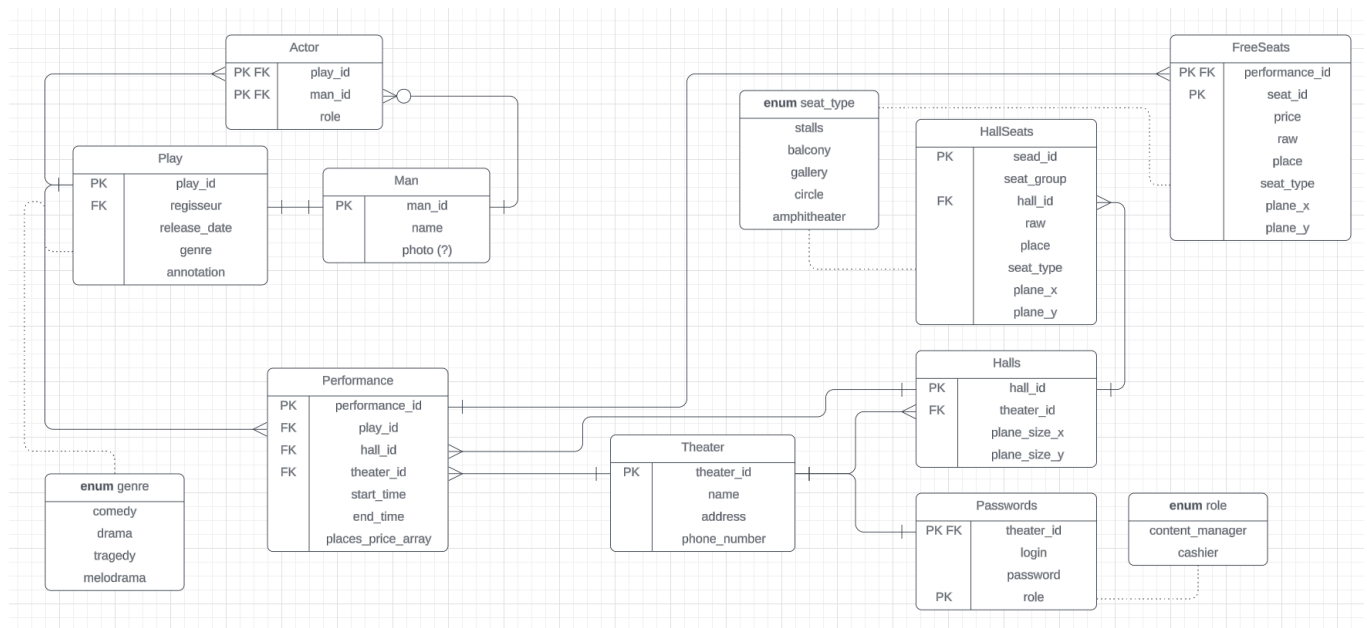 Actor
PK FK play_id
PK FK man_id
role
Play
PK play_id
FK regisseur
release_date
genre
annotation
Man
PK man_id
name
photo (?)
enum seat_type
stalls
balcony
gallery
circle
amphitheater
HallSeats
PK sead_id
seat_group
FK hall_id
raw
place
seat_type
plane_x
plane_y
FreeSeats
PK FK performance_id
PK seat_id
price
raw
place
seat_type
plane_x
plane_y
Performance
PK performance_id
FK play_id
FK hall_id
FK theater_id
start_time
end_time
places_price_array
Halls
PK hall_id
FK theater_id
plane_size_x
plane_size_y
Theater
PK theater_id
name
address
phone_number
enum genre
comedy
drama
tragedy
melodrama
Passwords
PK FK theater_id
login
password
PK role
enum role
content_manager
cashier